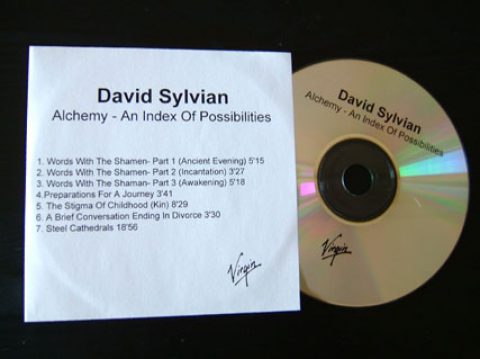 David Sylvian
Alchemy - An Index Of Possibilities
1. Words With The Shamen- Part 1 (Ancient Evening) 5'15
2. Words With The Shaman- Part 2 (Incantation) 3'27
3. Words With The Shaman- Part 3 (Awakening) 5'18
4.Preparations For A Journey 3'41
5. The Stigma Of Childhood (Kin) 8'29
6. A Brief Conversation Ending In Divorce 3'30
7. Steel Cathedrals 18'56
Virgin
David Sylvian
Alchemy - An Index Of Possibilities
Virgin